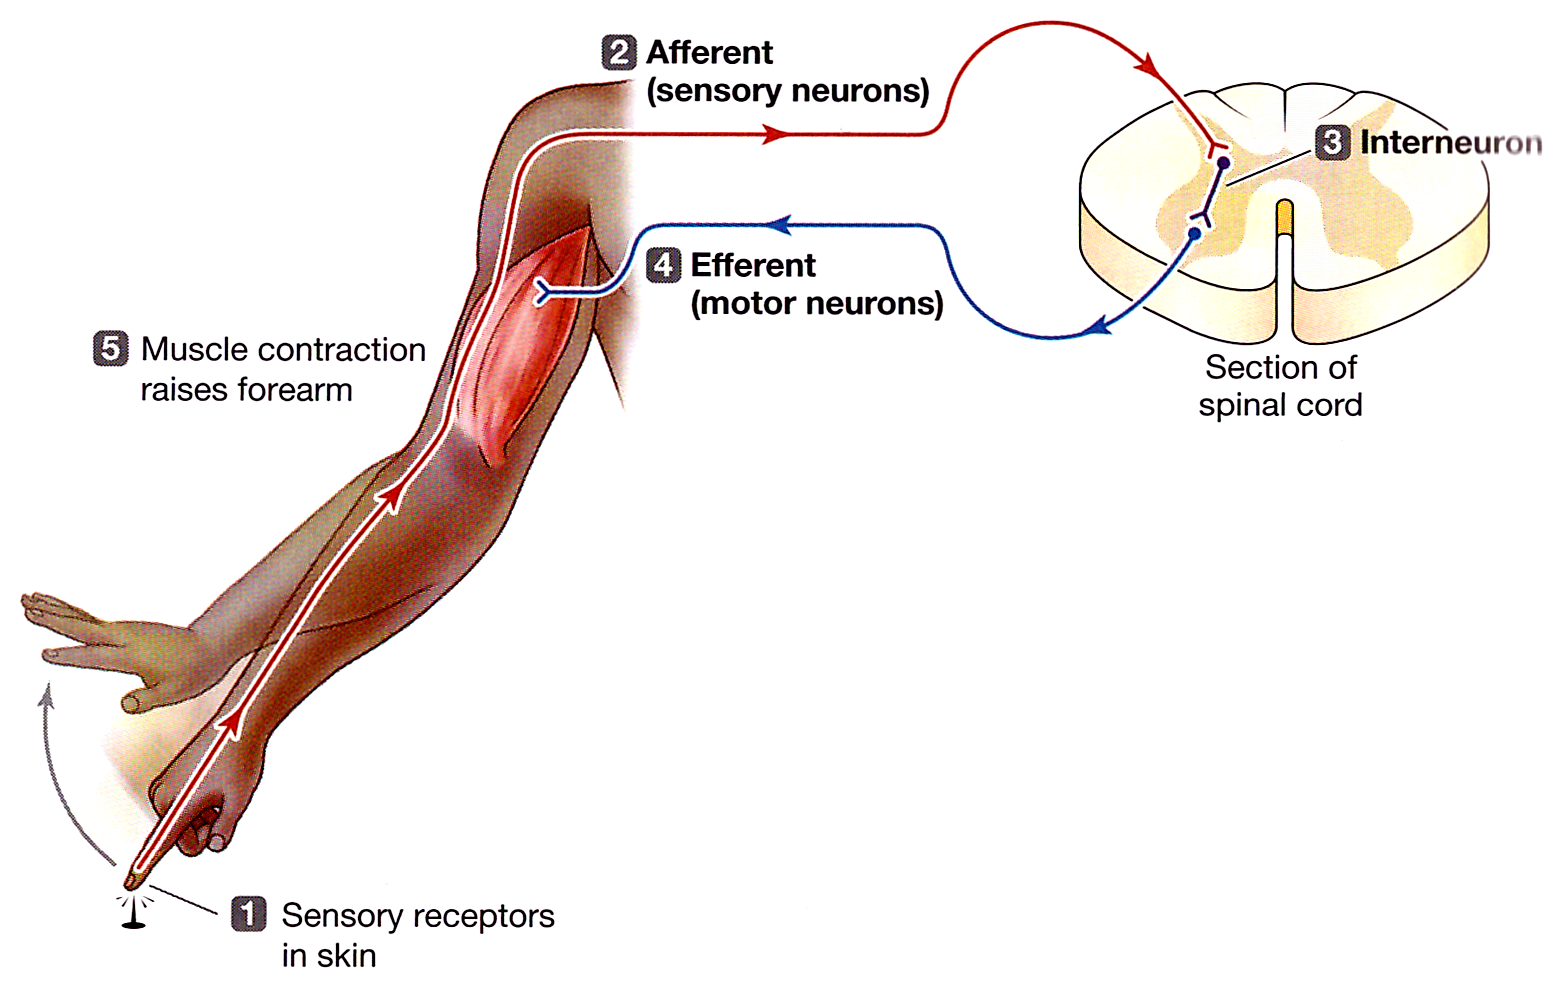 2 Afferent
(sensory neurons)
3 Interneuron
4 Efferent
(motor neurons)
5 Muscle contraction
raises forearm
Section of
spinal cord
1 Sensory receptors
in skin